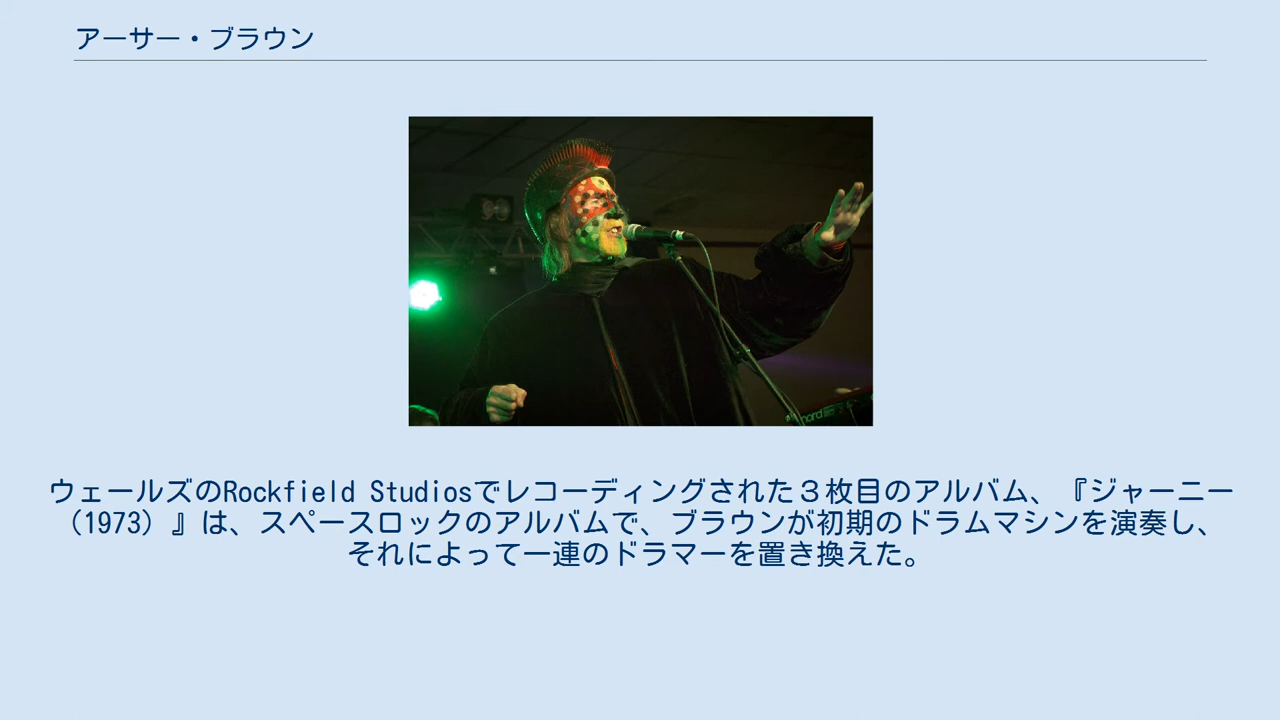 アーサー・ブラウン
nord
ウェールズのRockfield Studiosでレコーディングされた３枚目のアルバム、『ジャーニー
（1973）』は、スペースロックのアルバムで、ブラウンが初期のドラムマシンを演奏し、
それによって一連のドラマーを置き換えた。